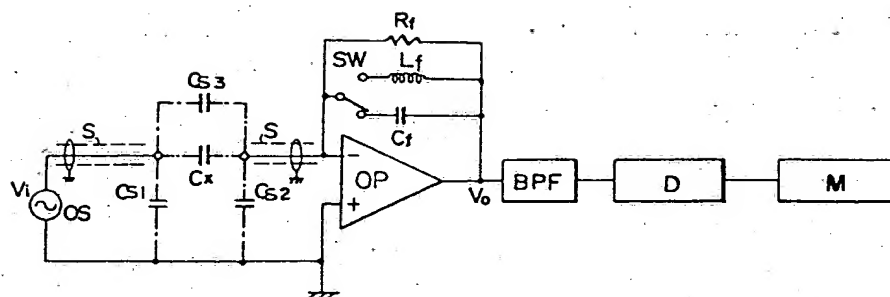 Rf
SW
Lf
Cf
Cs3
S
S
Cx
Vi
OS
Cs1
Cs2
−
OP
+
Vo
BPF
D
M